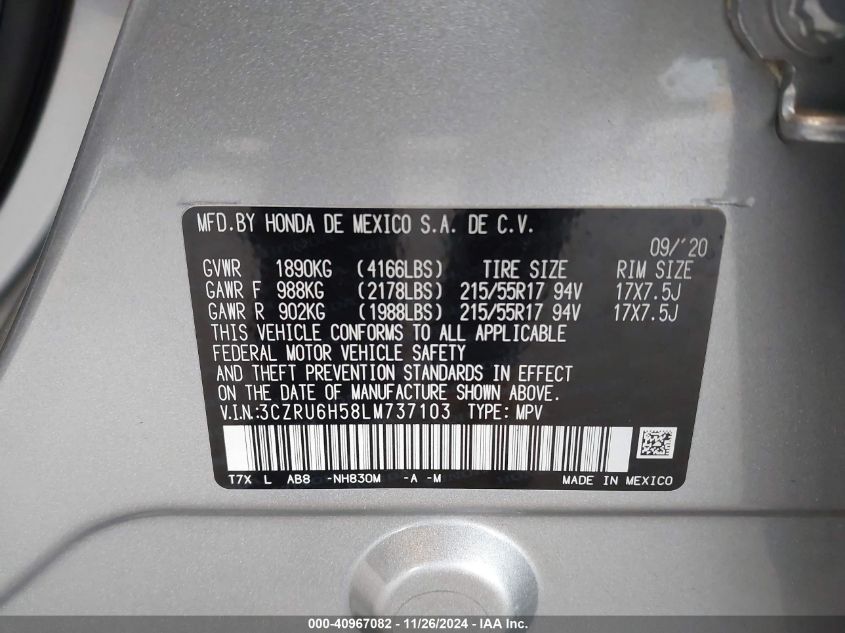 MFD.BY HONDA DE MEXICO S.A. DE C.V.
09/'20
GVWR 1890KG (4166LBS) TIRE SIZE RIM SIZE
GAWR F 988KG (2178LBS) 215/55R17 94V 17X7.5J
GAWR R 902KG (1988LBS) 215/55R17 94V 17X7.5J
THIS VEHICLE CONFORMS TO ALL APPLICABLE
FEDERAL MOTOR VEHICLE SAFETY
AND THEFT PREVENTION STANDARDS IN EFFECT
ON THE DATE OF MANUFACTURE SHOWN ABOVE.
V.I.N:3CZRU6H58LM737103 TYPE: MPV
T7X L AB8 -NH830M -A -M MADE IN MEXICO
000-40967082 - 11/26/2024 - IAA Inc.